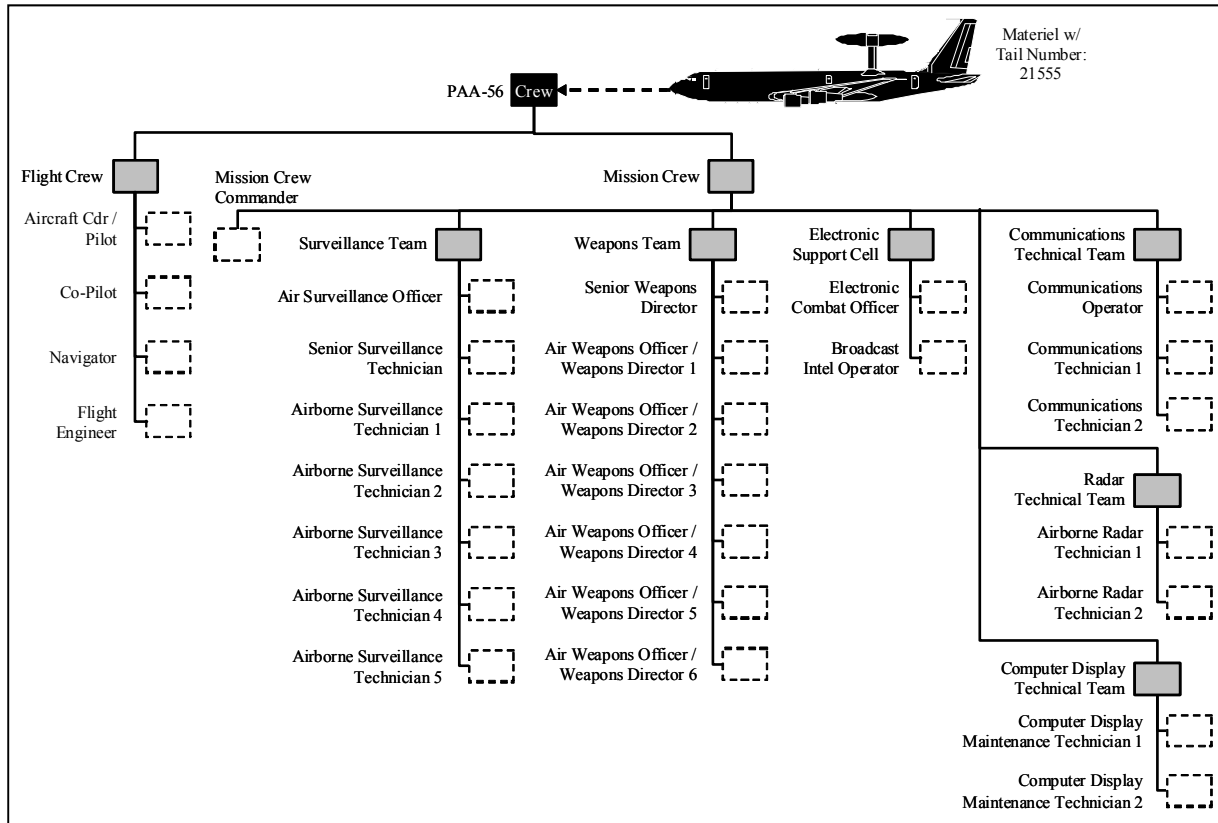 Materiel w/
Tail Number:
21555
PAA-56
Crew
Flight Crew
Aircraft Cdr /
Pilot
Co-Pilot
Navigator
Flight
Engineer
Mission Crew
Commander
Mission Crew
Surveillance Team
Air Surveillance Officer
Senior Surveillance
Technician
Airborne Surveillance
Technician 1
Airborne Surveillance
Technician 2
Airborne Surveillance
Technician 3
Airborne Surveillance
Technician 4
Airborne Surveillance
Technician 5
Weapons Team
Senior Weapons
Director
Air Weapons Officer /
Weapons Director 1
Air Weapons Officer /
Weapons Director 2
Air Weapons Officer /
Weapons Director 3
Air Weapons Officer /
Weapons Director 4
Air Weapons Officer /
Weapons Director 5
Air Weapons Officer /
Weapons Director 6
Electronic
Support Cell
Electronic
Combat Officer
Broadcast
Intel Operator
Communications
Technical Team
Communications
Operator
Communications
Technician 1
Communications
Technician 2
Radar
Technical Team
Airborne Radar
Technician 1
Airborne Radar
Technician 2
Computer Display
Technical Team
Computer Display
Maintenance Technician 1
Computer Display
Maintenance Technician 2